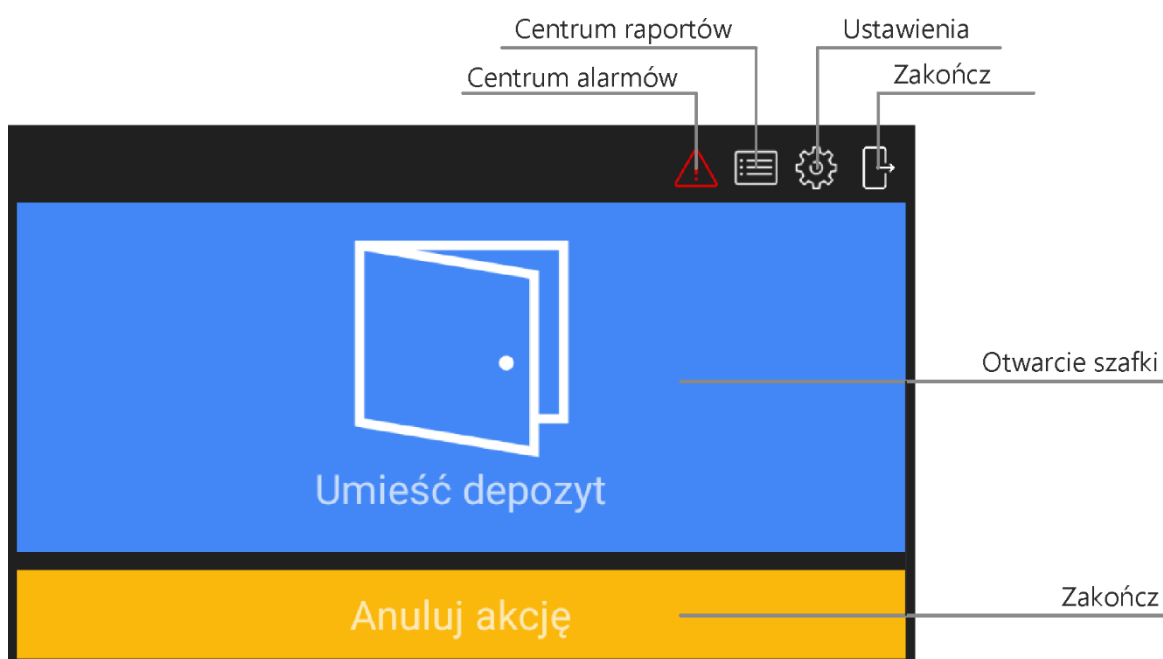 Centrum raportów
Ustawienia
Centrum alarmów
Zakończ
Otwarcie szafki
Umieść depozyt
Zakończ
Anuluj akcję